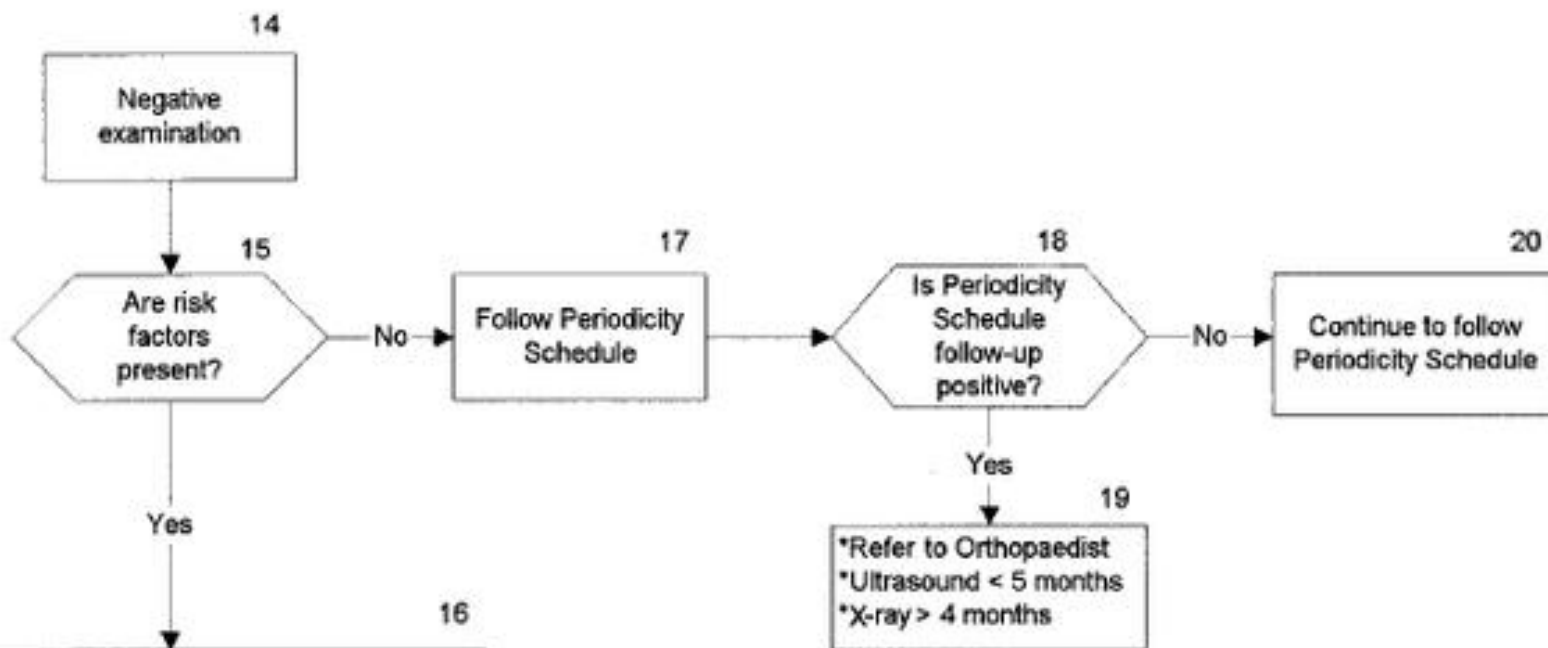 14
Negative
examination
15
Are risk
factors
present?
No
17
Follow Periodicity
Schedule
18
Is Periodicity
Schedule
follow-up
positive?
No
20
Continue to follow
Periodicity Schedule
Yes
Yes
19
*Refer to Orthopaedist
*Ultrasound < 5 months
*X-ray > 4 months
16